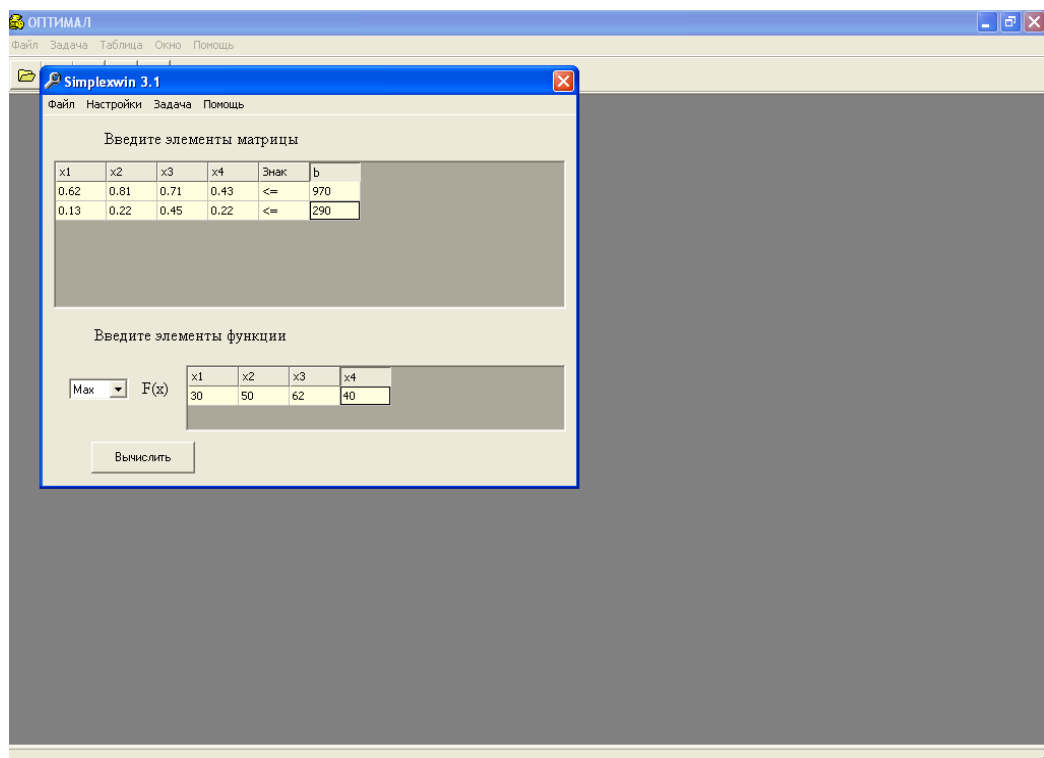 ОПТИМАЛ
Файл Задача Таблица Окно Помощь
Simplexwin 3.1
Файл Настройки Задача Помощь
Введите элементы матрицы
x1 x2 x3 x4 Знак b
0.62 0.81 0.71 0.43 <= 970
0.13 0.22 0.45 0.22 <= 290
Введите элементы функции
x1 x2 x3 x4
Max F(x) 30 50 62 40
Вычислить